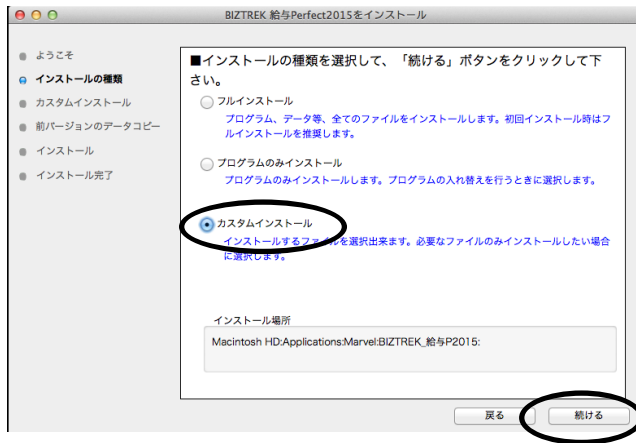 BIZTREK 給与Perfect2015をインストール
ようこそ
インストールの種類
カスタムインストール
前バージョンのデータコピー
インストール
インストール完了
■インストールの種類を選択して、「続ける」ボタンをクリックして下
さい。
フルインストール
プログラム、データ等、全てのファイルをインストールします。初回インストール時はフ
ルインストールを推奨します。
プログラムのみインストール
プログラムのみインストールします。プログラムの入れ替えを行うときに選択します。
カスタムインストール
インストールするファイルを選択出来ます。必要なファイルのみインストールしたい場合
に選択します。
インストール場所
Macintosh HD:Applications:Marvel:BIZTREK_給与P2015:
戻る
続ける